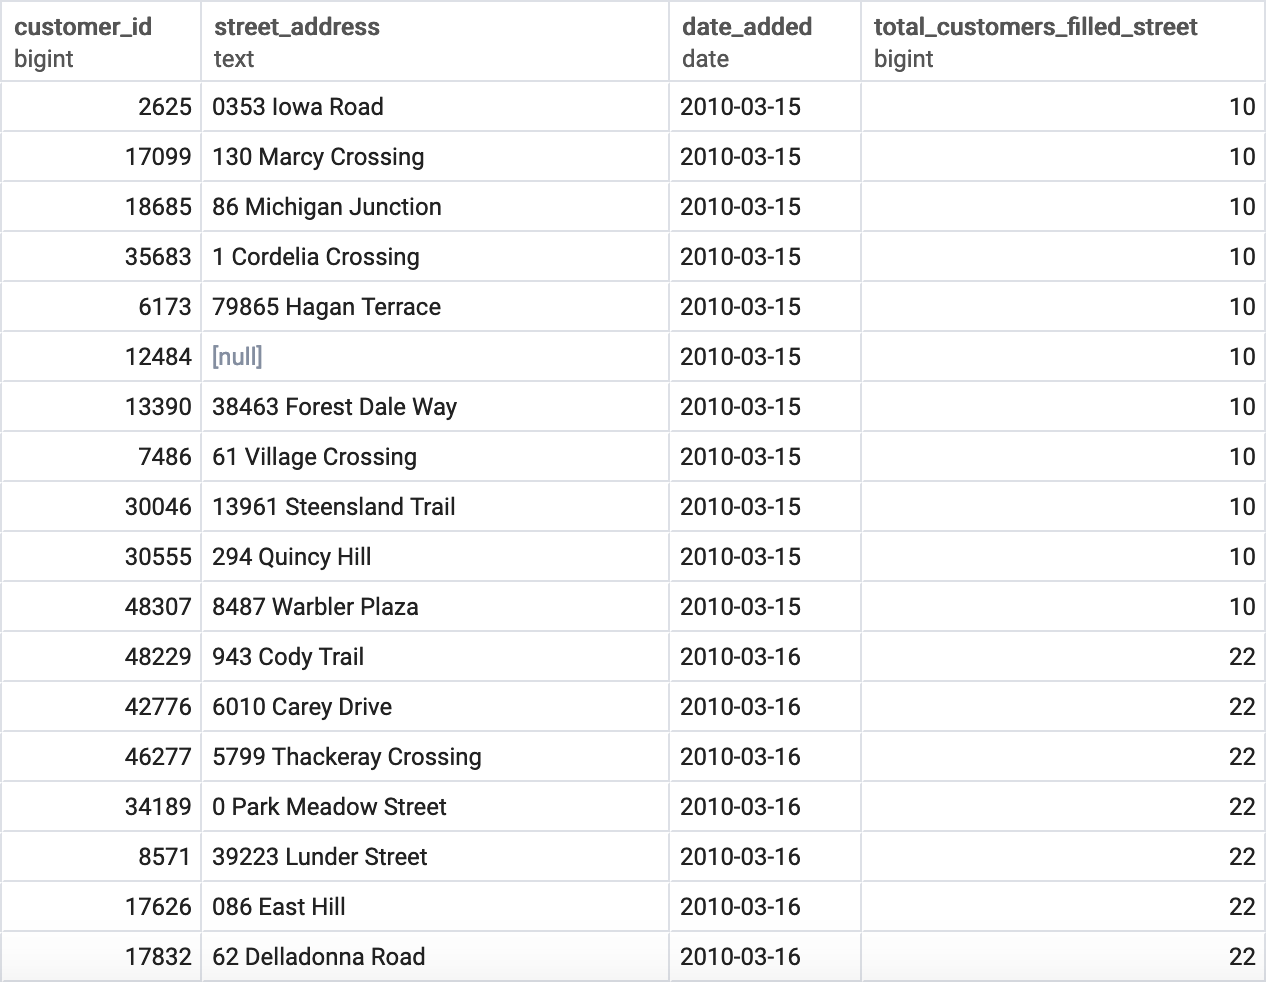 customer_id street_address date_added total_customers_filled_street
bigint text date bigint
2625 0353 Iowa Road 2010-03-15 10
17099 130 Marcy Crossing 2010-03-15 10
18685 86 Michigan Junction 2010-03-15 10
35683 1 Cordelia Crossing 2010-03-15 10
6173 79865 Hagan Terrace 2010-03-15 10
12484 [null] 2010-03-15 10
13390 38463 Forest Dale Way 2010-03-15 10
7486 61 Village Crossing 2010-03-15 10
30046 13961 Steensland Trail 2010-03-15 10
30555 294 Quincy Hill 2010-03-15 10
48307 8487 Warbler Plaza 2010-03-15 10
48229 943 Cody Trail 2010-03-16 22
42776 6010 Carey Drive 2010-03-16 22
46277 5799 Thackeray Crossing 2010-03-16 22
34189 0 Park Meadow Street 2010-03-16 22
8571 39223 Lunder Street 2010-03-16 22
17626 086 East Hill 2010-03-16 22
17832 62 Delladonna Road 2010-03-16 22